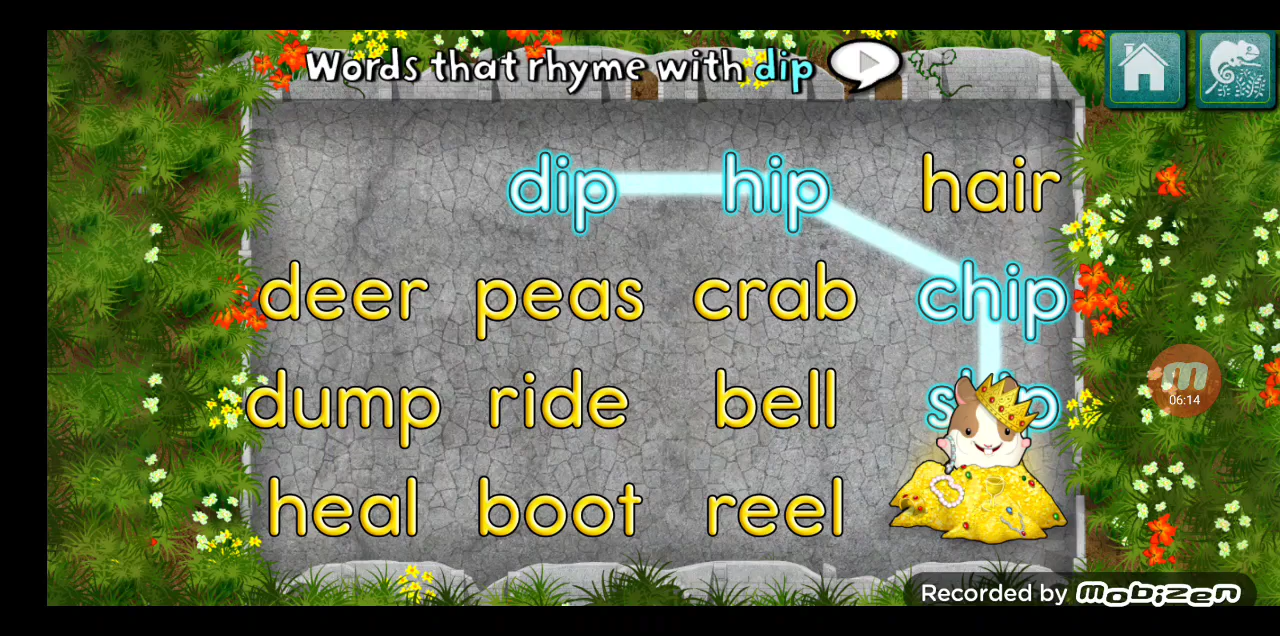 Words that rhyme with dip
dip hip hair
deer peas crab chip
dump ride bell
heal boot reel
06:14
Recorded by mobizen